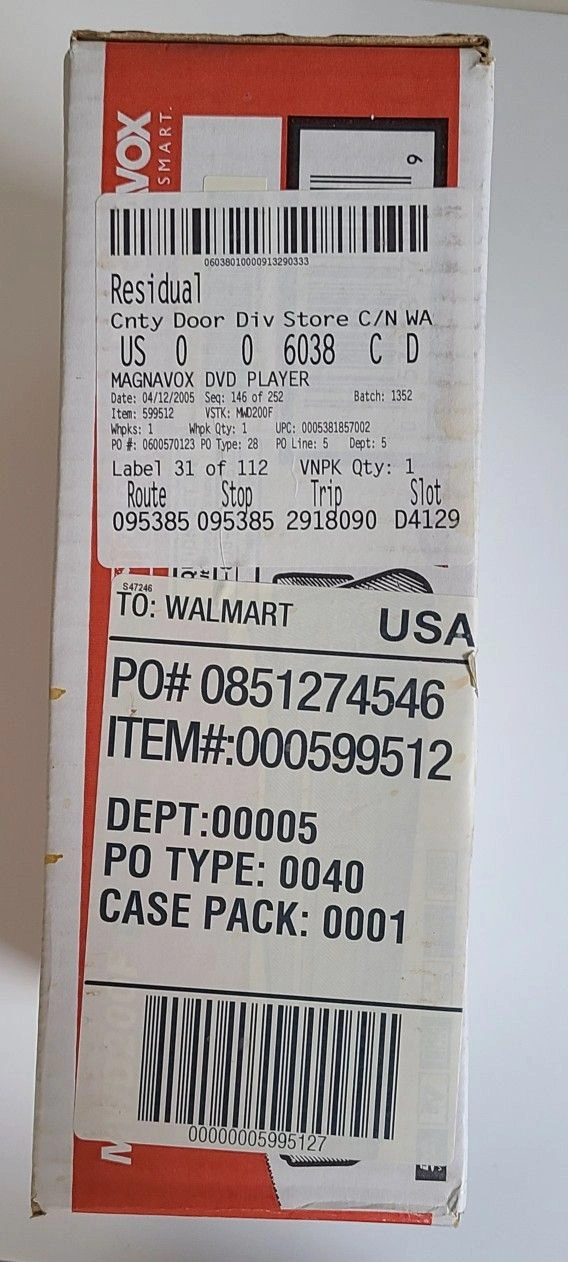 VOX
SMART.
9
06038010000913290333
Residual
Cnty Door Div Store C/N WA
US 0 0 6038 C D
MAGNAVOX DVD PLAYER
Date: 04/12/2005 Seq: 146 of 252 Batch: 1352
Item: 599512 VSTK: MWD200F
Whpks: 1 Whpk Qty: 1 UPC: 0005381857002
PO #: 0600570123 PO Type: 28 PO Line: 5 Dept: 5
Label 31 of 112 VNPK Qty: 1
Route Stop Trip Slot
095385 095385 2918090 D4129
S47246
TO: WALMART USA
PO# 0851274546
ITEM#:000599512
DEPT:00005
PO TYPE: 0040
CASE PACK: 0001
00000005995127